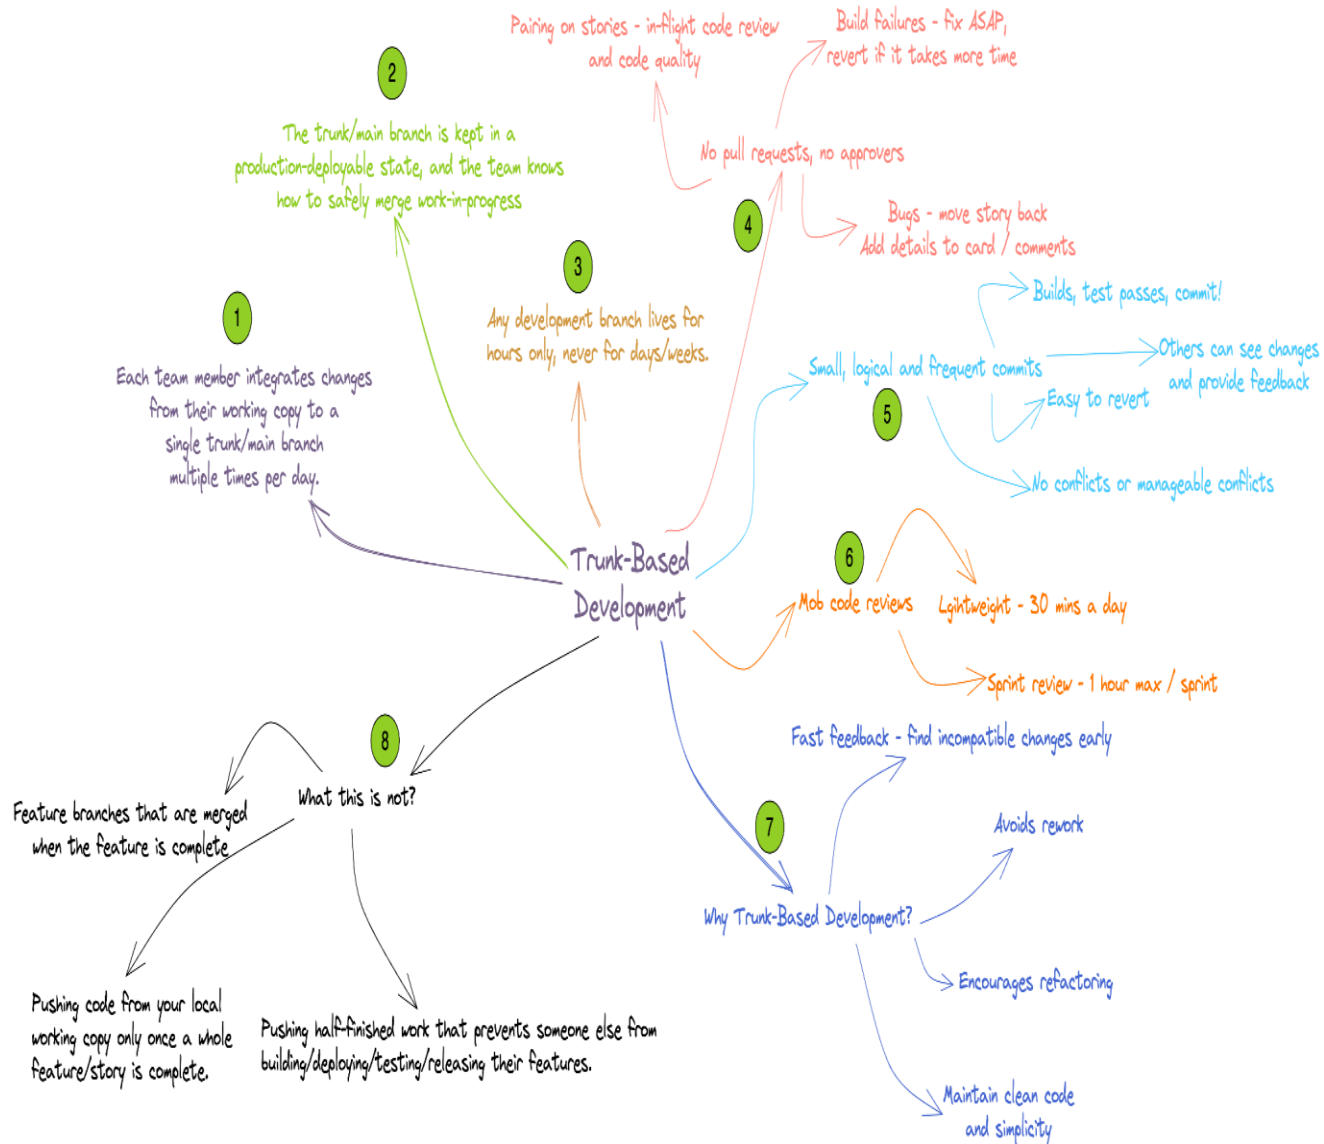 Trunk-Based
Development
1
Each team member integrates changes
from their working copy to a
single trunk/main branch
multiple times per day.
2
The trunk/main branch is kept in a
production-deployable state, and the team knows
how to safely merge work-in-progress
3
Any development branch lives for
hours only, never for days/weeks.
4
No pull requests, no approvers
Pairing on stories - in-flight code review
and code quality
Build failures - fix ASAP,
revert if it takes more time
Bugs - move story back
Add details to card / comments
5
Small, logical and frequent commits
Builds, test passes, commit!
Others can see changes
and provide feedback
Easy to revert
No conflicts or manageable conflicts
6
Mob code reviews
Lgihtweight - 30 mins a day
Sprint review - 1 hour max / sprint
7
Why Trunk-Based Development?
Fast feedback - find incompatible changes early
Avoids rework
Encourages refactoring
Maintain clean code
and simplicity
8
What this is not?
Feature branches that are merged
when the feature is complete
Pushing code from your local
working copy only once a whole
feature/story is complete.
Pushing half-finished work that prevents someone else from
building/deploying/testing/releasing their features.